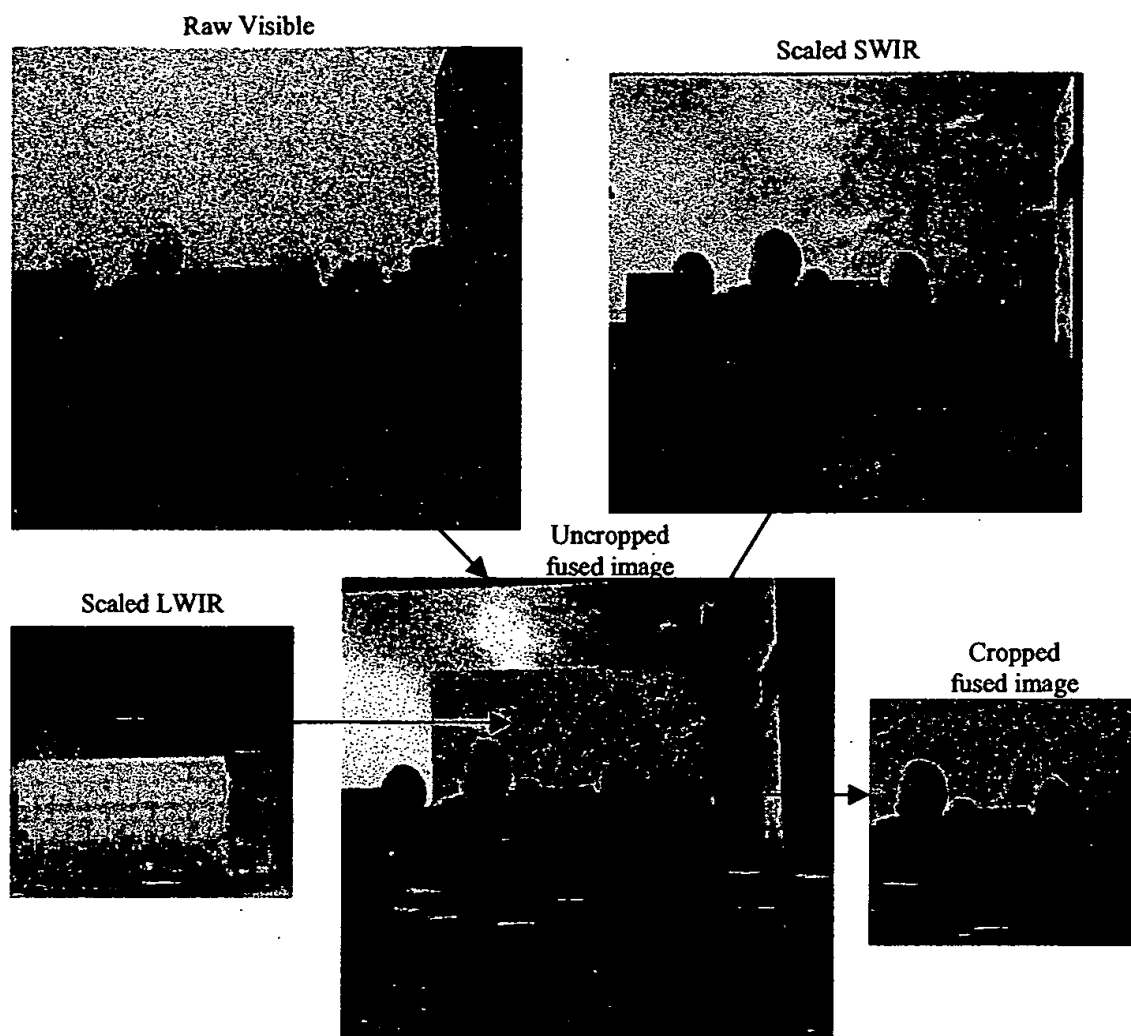 Raw Visible
Scaled SWIR
Uncropped
fused image
Scaled LWIR
Cropped
fused image